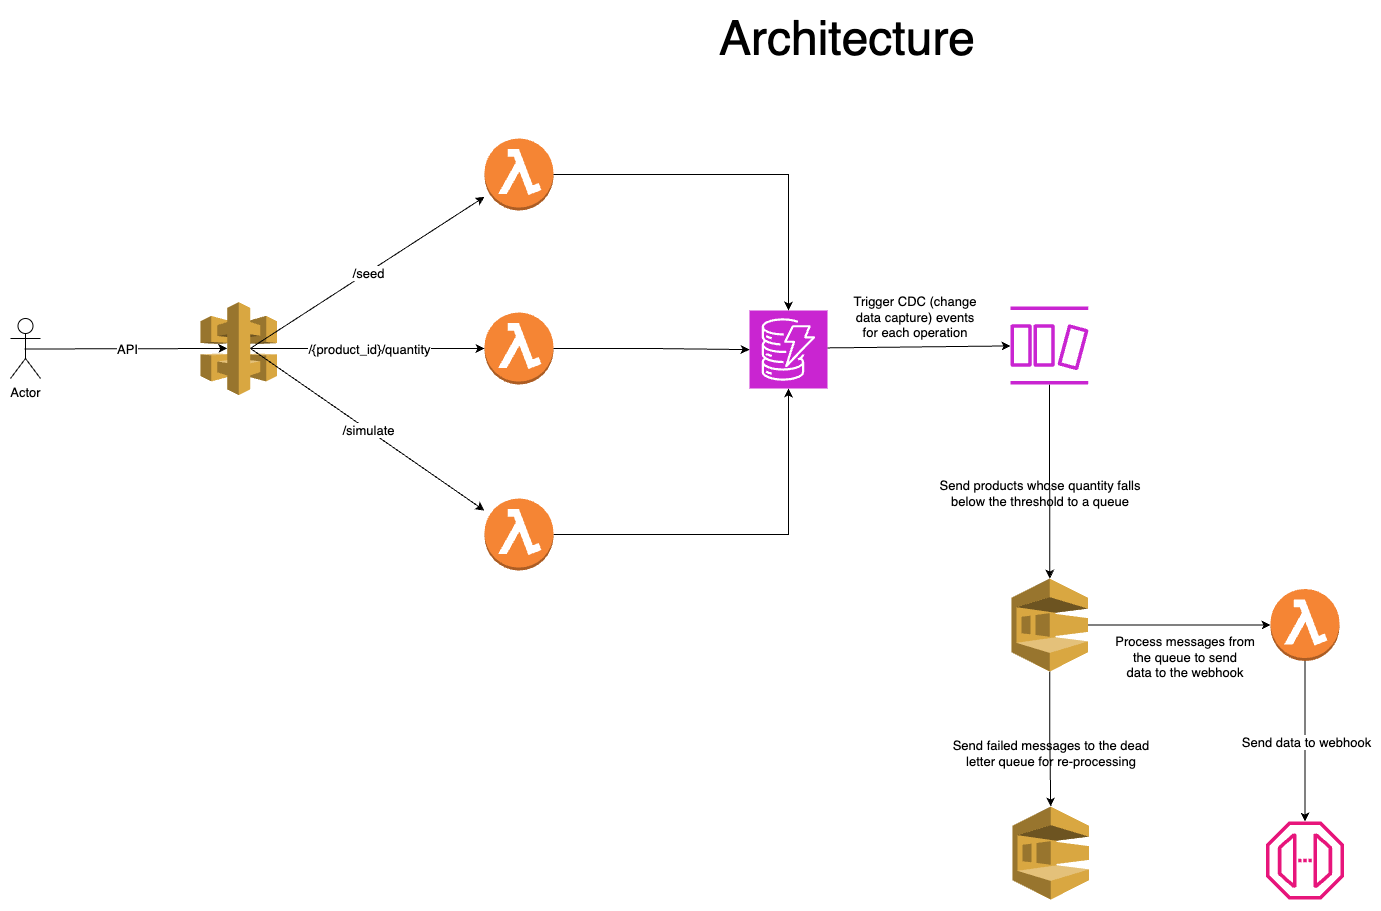 Architecture
/seed
Trigger CDC (change
data capture) events
for each operation
API
/{product_id}/quantity
Actor
/simulate
Send products whose quantity falls
below the threshold to a queue
Process messages from
the queue to send
data to the webhook
Send failed messages to the dead
letter queue for re-processing
Send data to webhook